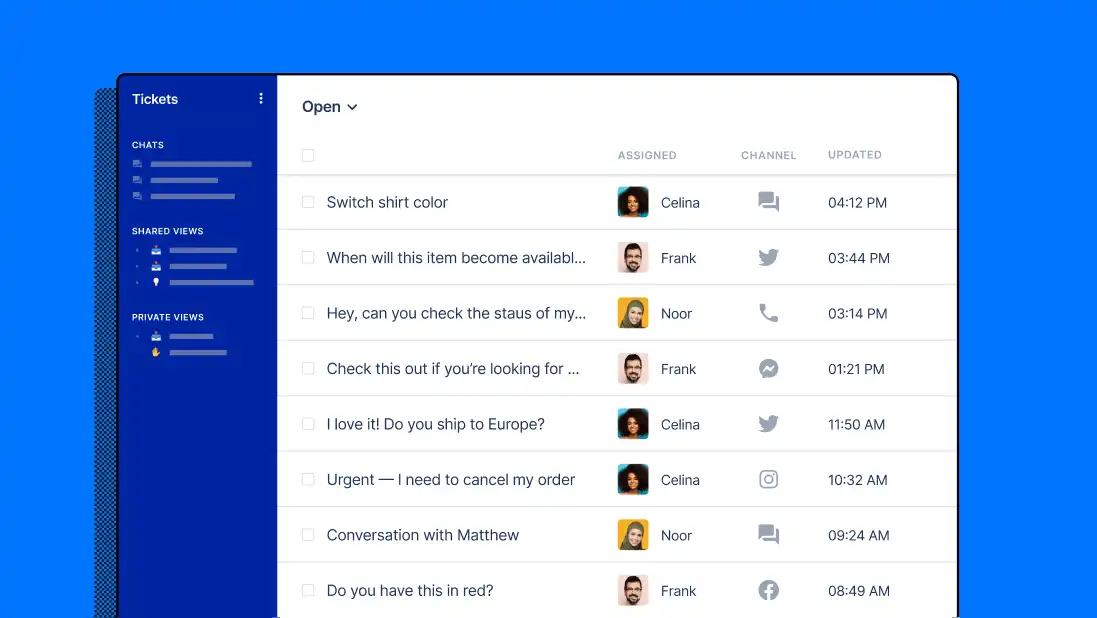 Tickets
CHATS
SHARED VIEWS
PRIVATE VIEWS
Open
ASSIGNED CHANNEL UPDATED
Switch shirt color Celina 04:12 PM
When will this item become availabl... Frank 03:44 PM
Hey, can you check the staus of my... Noor 03:14 PM
Check this out if you’re looking for ... Frank 01:21 PM
I love it! Do you ship to Europe? Celina 11:50 AM
Urgent — I need to cancel my order Celina 10:32 AM
Conversation with Matthew Noor 09:24 AM
Do you have this in red? Frank 08:49 AM